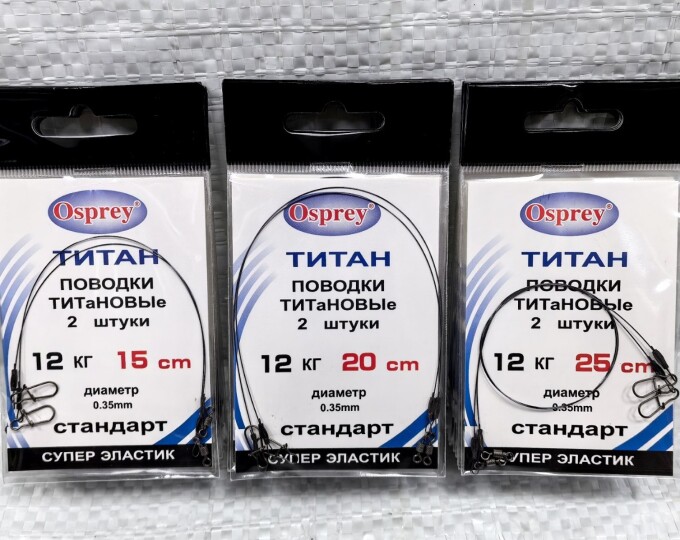 Osprey®
ТИТАН
ПОВОДКИ
ТИТаНОВЫе
2 штуки
12 кг 15 cm
диаметр
0.35mm
стандарт
СУПЕР ЭЛАСТИК
Osprey®
ТИТАН
ПОВОДКИ
ТИТаНОВЫе
2 штуки
12 кг 20 cm
диаметр
0.35mm
стандарт
СУПЕР ЭЛАСТИК
Osprey®
ТИТАН
ПОВОДКИ
ТИТаНОВЫе
2 штуки
12 кг 25 cm
диаметр
0.35mm
стандарт
СУПЕР ЭЛАСТИК